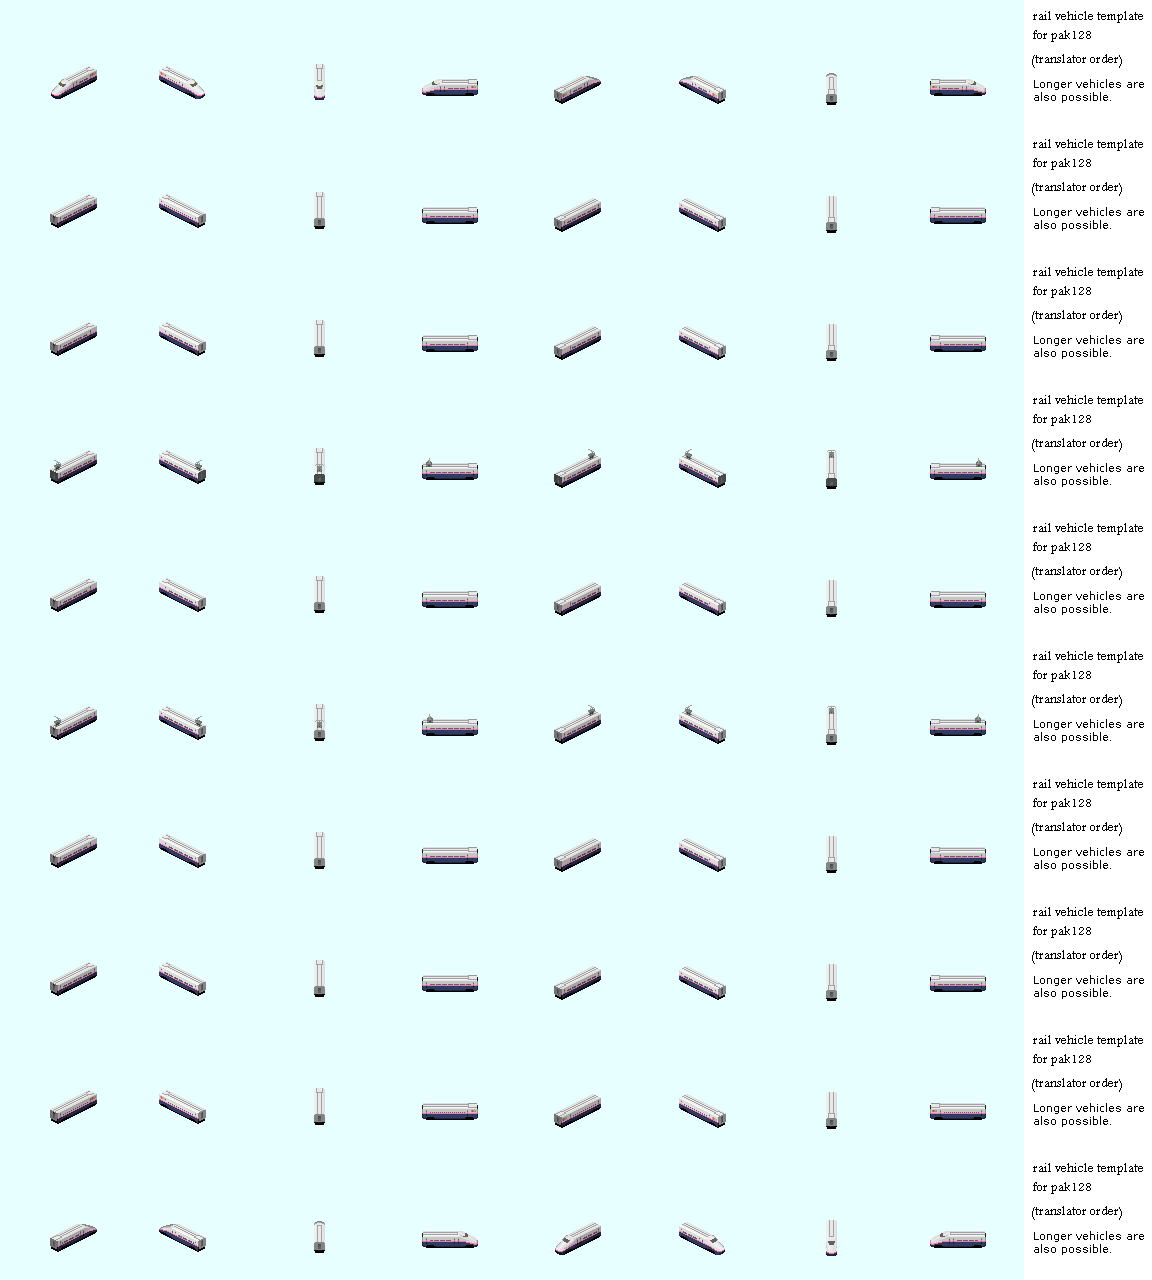 rail vehicle template
for pak128
(translator order)
Longer vehicles are
also possible.
rail vehicle template
for pak128
(translator order)
Longer vehicles are
also possible.
rail vehicle template
for pak128
(translator order)
Longer vehicles are
also possible.
rail vehicle template
for pak128
(translator order)
Longer vehicles are
also possible.
rail vehicle template
for pak128
(translator order)
Longer vehicles are
also possible.
rail vehicle template
for pak128
(translator order)
Longer vehicles are
also possible.
rail vehicle template
for pak128
(translator order)
Longer vehicles are
also possible.
rail vehicle template
for pak128
(translator order)
Longer vehicles are
also possible.
rail vehicle template
for pak128
(translator order)
Longer vehicles are
also possible.
rail vehicle template
for pak128
(translator order)
Longer vehicles are
also possible.